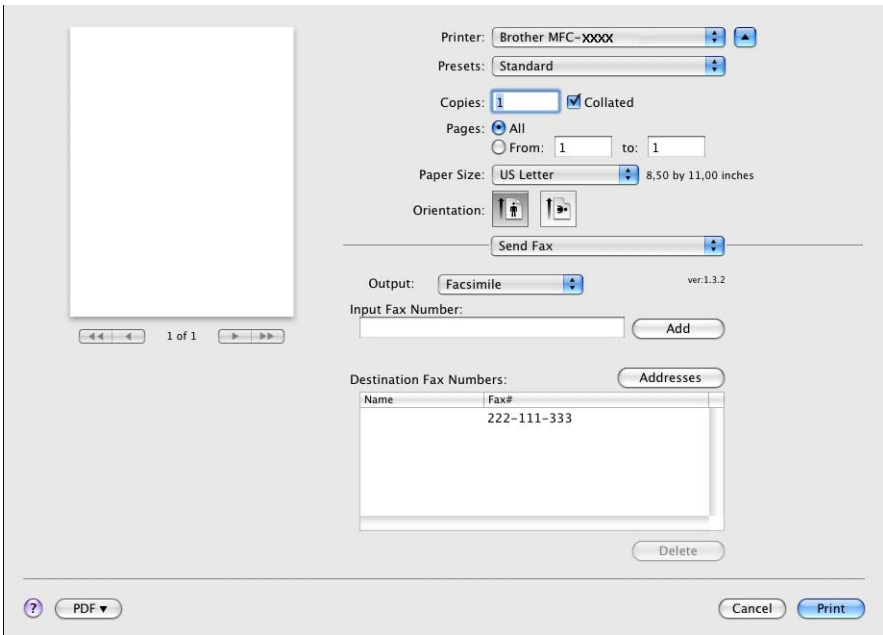 Printer: Brother MFC-XXXX
Presets: Standard
Copies: 1 Collated
Pages: All
From: 1 to: 1
Paper Size: US Letter 8,50 by 11,00 inches
Orientation:
Send Fax
Output: Facsimile ver:1.3.2
Input Fax Number:
Add
1 of 1
Destination Fax Numbers: Addresses
Name Fax#
222-111-333
Delete
? PDF Cancel Print